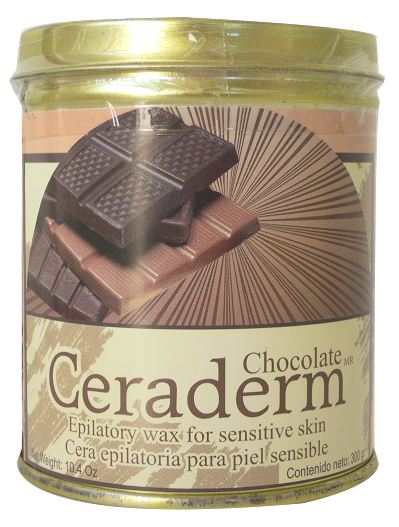 Chocolate MR
Ceraderm
Epilatory wax for sensitive skin
Cera epilatoria para piel sensible
Net Weight: 10.4 Oz
Contenido neto: 300 gr